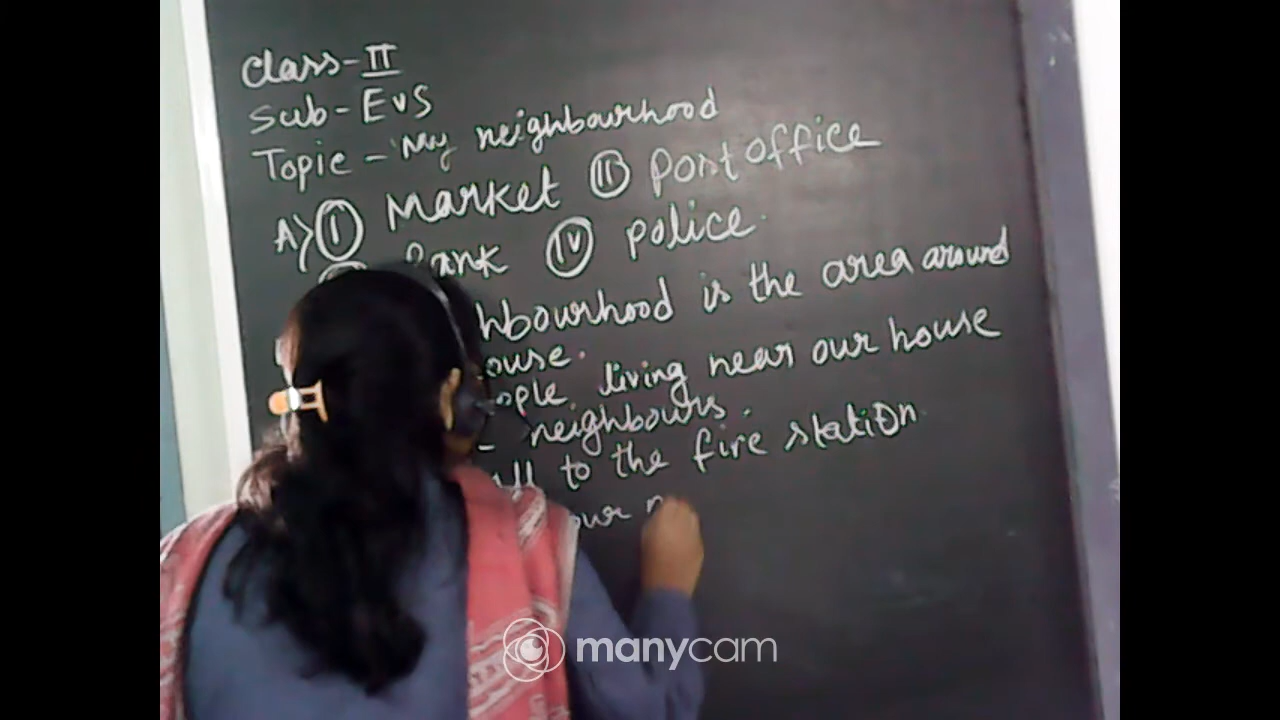 Class-II
Sub-EVS
Topic - My neighbourhood
A) I Market II Post office
Bank IV police.
hbourhood is the area around
ouse.
ople living near our house
neighbours.
to the fire station
our n
manycam